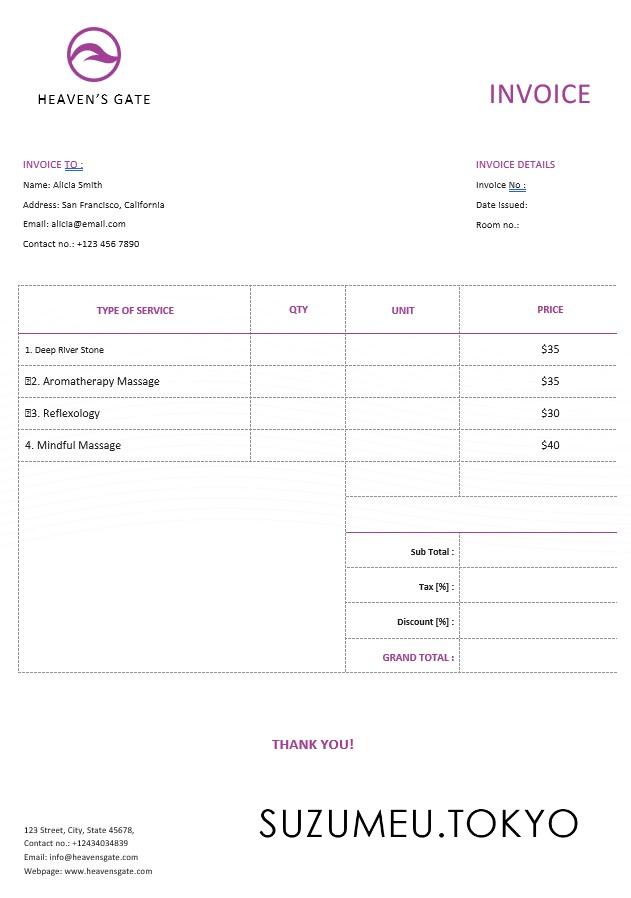 HEAVEN'S GATE
INVOICE
INVOICE TO :
Name: Alicia Smith
Address: San Francisco, California
Email: alicia@email.com
Contact no.: +123 456 7890
INVOICE DETAILS
Invoice No :
Date Issued:
Room no.:
TYPE OF SERVICE QTY UNIT PRICE
1. Deep River Stone $35
2. Aromatherapy Massage $35
3. Reflexology $30
4. Mindful Massage $40
Sub Total :
Tax [%] :
Discount [%] :
GRAND TOTAL :
THANK YOU!
SUZUMEU.TOKYO
123 Street, City, State 45678,
Contact no.: +12434034839
Email: info@heavensgate.com
Webpage: www.heavensgate.com